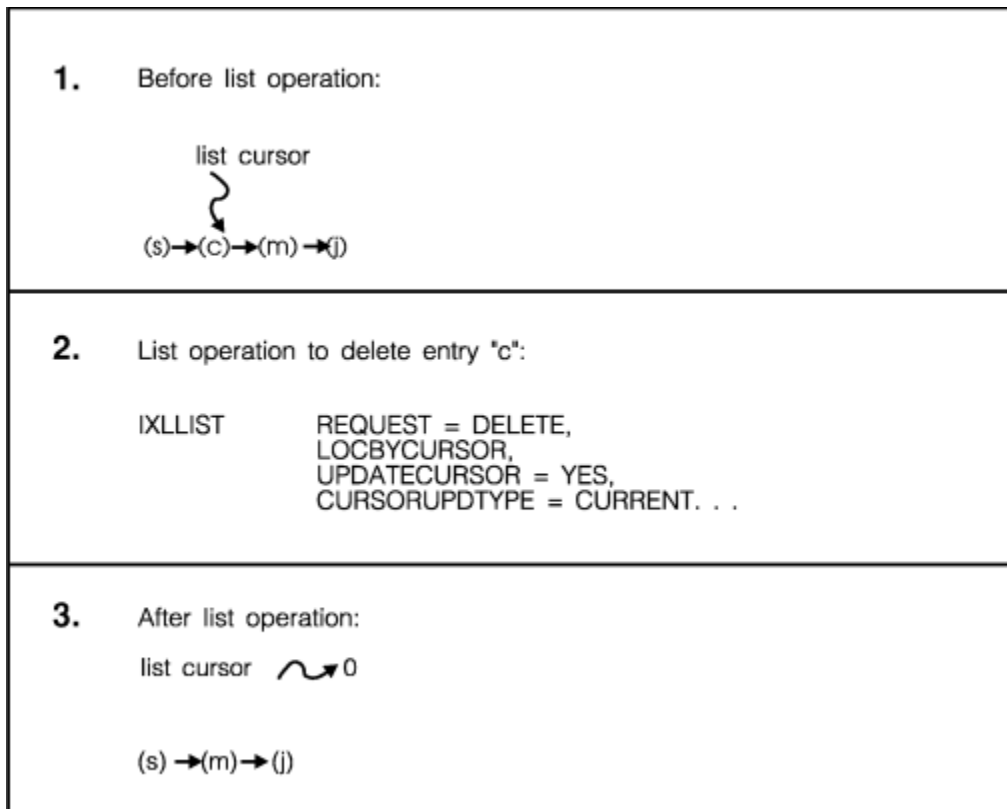 1. Before list operation:
list cursor
(s)→(c)→(m)→(j)
2. List operation to delete entry "c":
IXLLIST REQUEST = DELETE,
LOCBYCURSOR,
UPDATECURSOR = YES,
CURSORUPDTYPE = CURRENT. . .
3. After list operation:
list cursor 0
(s)→(m)→(j)